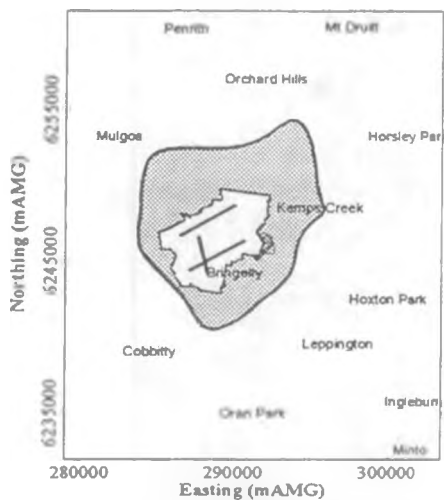 Penrith
Mt Druitt
Orchard Hills
Mulgoa
Horsley Par
Kemps Creek
Bringelly
Hoxton Park
Leppington
Cobbitty
Ingleburn
Oran Park
Minto
6255000
6245000
6235000
Northing (mAMG)
280000
290000
300000
Easting (mAMG)